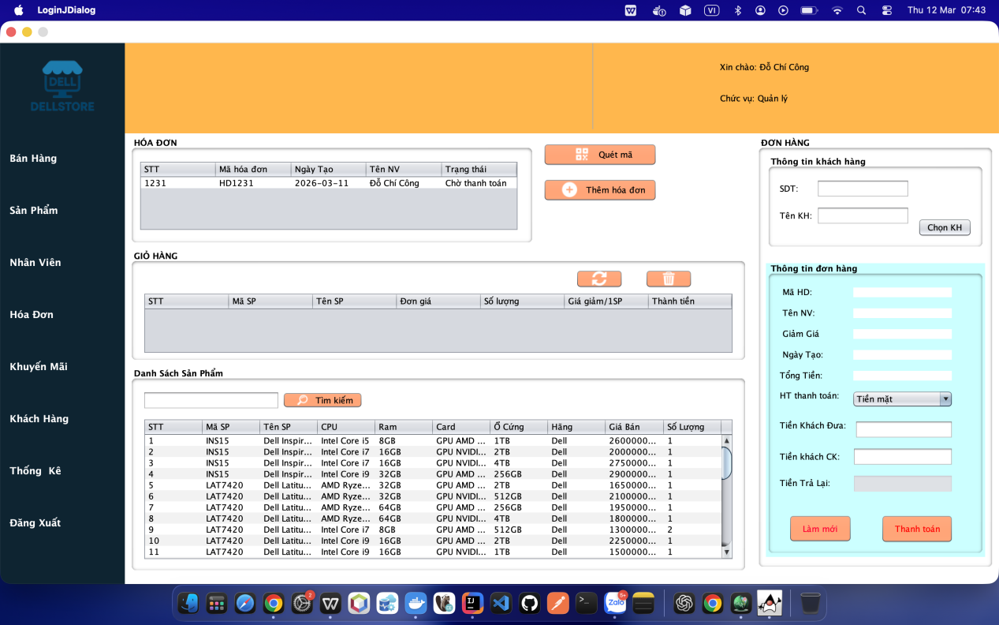 LoginJDialog VI Thu 12 Mar 07:43
DELL
DELLSTORE
Xin chào: Đỗ Chí Công
Chức vụ: Quản lý
Bán Hàng
Sản Phẩm
Nhân Viên
Hóa Đơn
Khuyến Mãi
Khách Hàng
Thống Kê
Đăng Xuất
HÓA ĐƠN
STT Mã hóa đơn Ngày Tạo Tên NV Trạng thái
1231 HD1231 2026-03-11 Đỗ Chí Công Chờ thanh toán
Quét mã
Thêm hóa đơn
GIỎ HÀNG
STT Mã SP Tên SP Đơn giá Số lượng Giá giảm/1SP Thành tiền
Danh Sách Sản Phẩm
Tìm kiếm
STT Mã SP Tên SP CPU Ram Card Ổ Cứng Hãng Giá Bán Số Lượng
1 INS15 Dell Inspir... Intel Core i5 8GB GPU AMD ... 1TB Dell 2600000... 1
2 INS15 Dell Inspir... Intel Core i7 16GB GPU NVIDI... 2TB Dell 2000000... 1
3 INS15 Dell Inspir... Intel Core i7 16GB GPU NVIDI... 4TB Dell 2750000... 1
4 INS15 Dell Inspir... Intel Core i9 32GB GPU AMD ... 256GB Dell 2900000... 1
5 LAT7420 Dell Latitu... AMD Ryze... 32GB GPU AMD ... 2TB Dell 1650000... 1
6 LAT7420 Dell Latitu... AMD Ryze... 32GB GPU NVIDI... 512GB Dell 2100000... 1
7 LAT7420 Dell Latitu... AMD Ryze... 64GB GPU AMD ... 256GB Dell 1950000... 1
8 LAT7420 Dell Latitu... AMD Ryze... 64GB GPU NVIDI... 4TB Dell 1800000... 1
9 LAT7420 Dell Latitu... Intel Core i7 8GB GPU AMD ... 512GB Dell 1300000... 2
10 LAT7420 Dell Latitu... Intel Core i9 16GB GPU AMD ... 2TB Dell 2250000... 1
11 LAT7420 Dell Latitu... Intel Core i9 16GB GPU NVIDI... 1TB Dell 1500000... 1
ĐƠN HÀNG
Thông tin khách hàng
SDT:
Tên KH:
Chọn KH
Thông tin đơn hàng
Mã HD:
Tên NV:
Giảm Giá
Ngày Tạo:
Tổng Tiền:
HT thanh toán: Tiền mặt
Tiền Khách Đưa:
Tiền khách CK:
Tiền Trả Lại:
Làm mới Thanh toán
2 IJ Zalo 5+